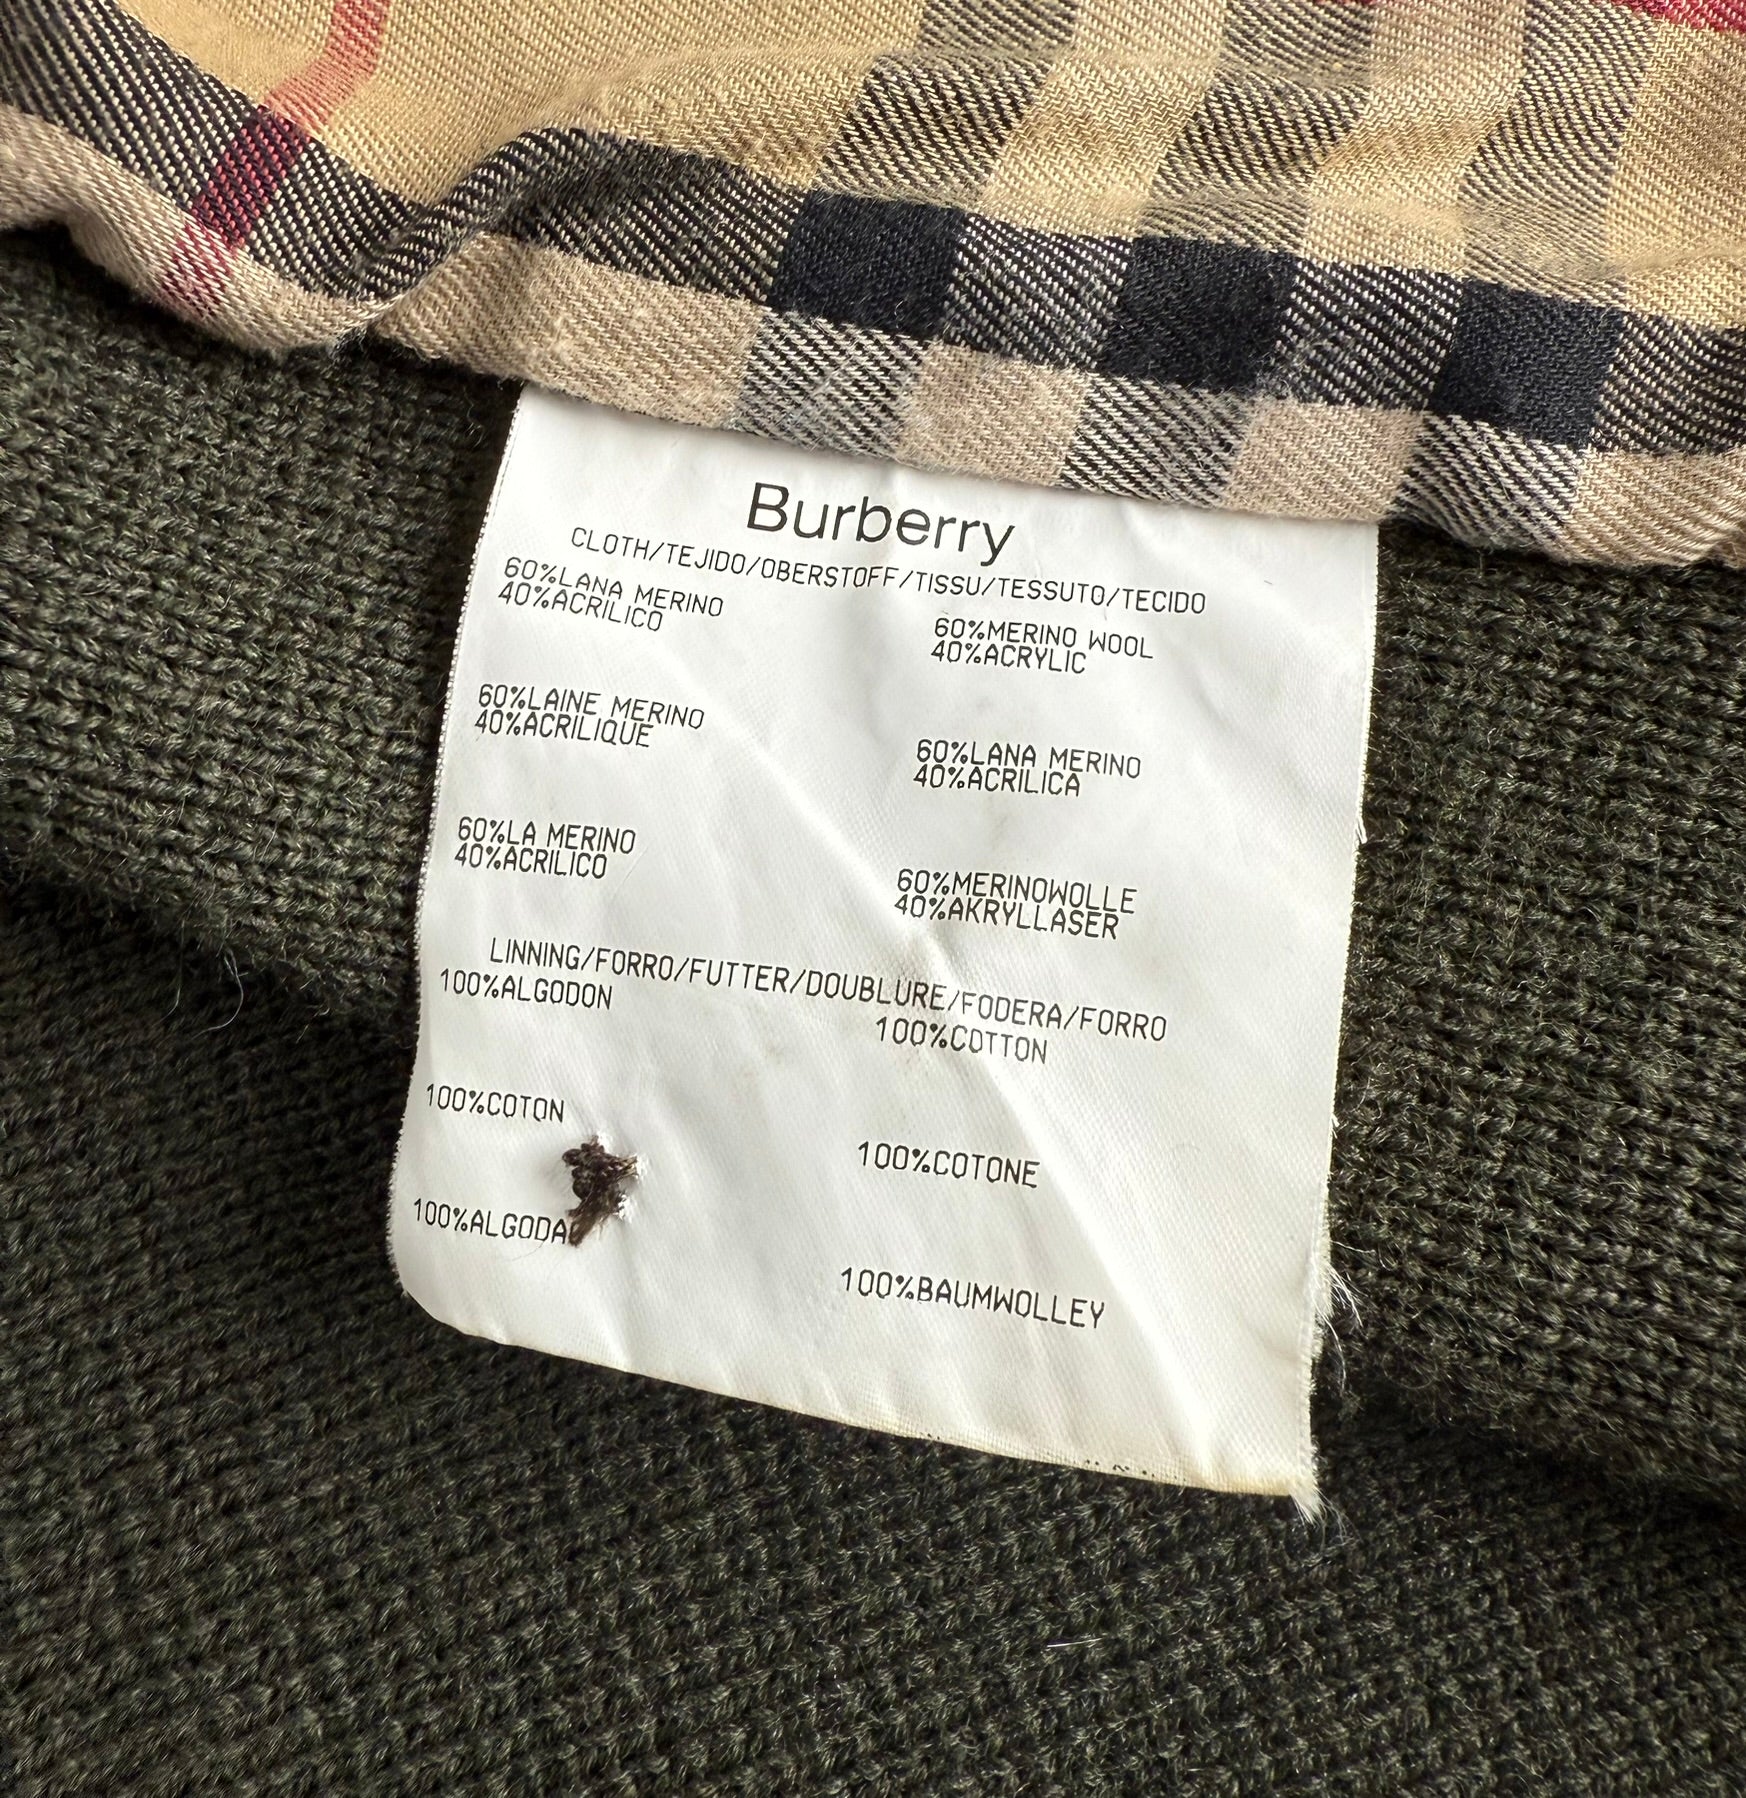 Burberry
CLOTH/TEJIDO/OBERSTOFF/TISSU/TESSUTO/TECIDO
60%LANA MERINO
40%ACRILICO
60%MERINO WOOL
40%ACRYLIC
60%LAINE MERINO
40%ACRILIQUE
60%LANA MERINO
40%ACRILICA
60%LA MERINO
40%ACRILICO
60%MERINOWOLLE
40%AKRYLLASER
LINNING/FORRO/FUTTER/DOUBLURE/FODERA/FORRO
100%ALGODON
100%COTTON
100%COTON
100%COTONE
100%ALGODA
100%BAUMWOLLEY